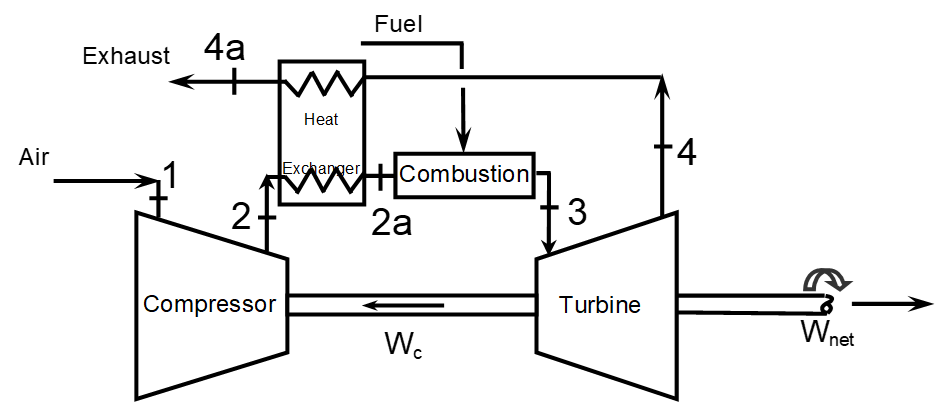 Fuel
4a
Exhaust
Heat
Air
1
Exchanger
Combustion
4
2
2a
3
Compressor
Turbine
Wc
Wnet